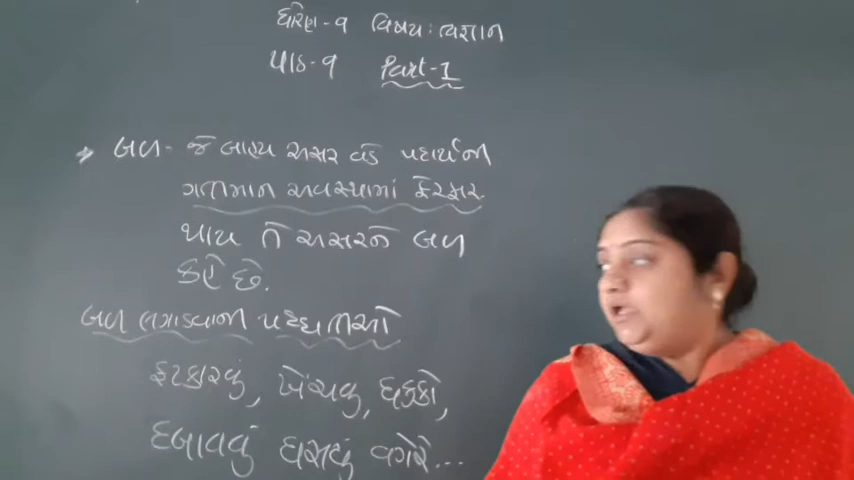 ધોરણ-૧ વિષય: વિજ્ઞાન
પાઠ-૧ Part-1
બળ - જે બાહ્ય અસર વડે પદાર્થની
ગતિમાન અવસ્થામાં ફેરફાર
થાય તે અસરને બળ
કહે છે.
બળ લગાડવાની પદ્ધતિઓ
ફટકારવું, ખેંચવું, ધક્કો,
દબાવવું ઘસવું વગેરે...